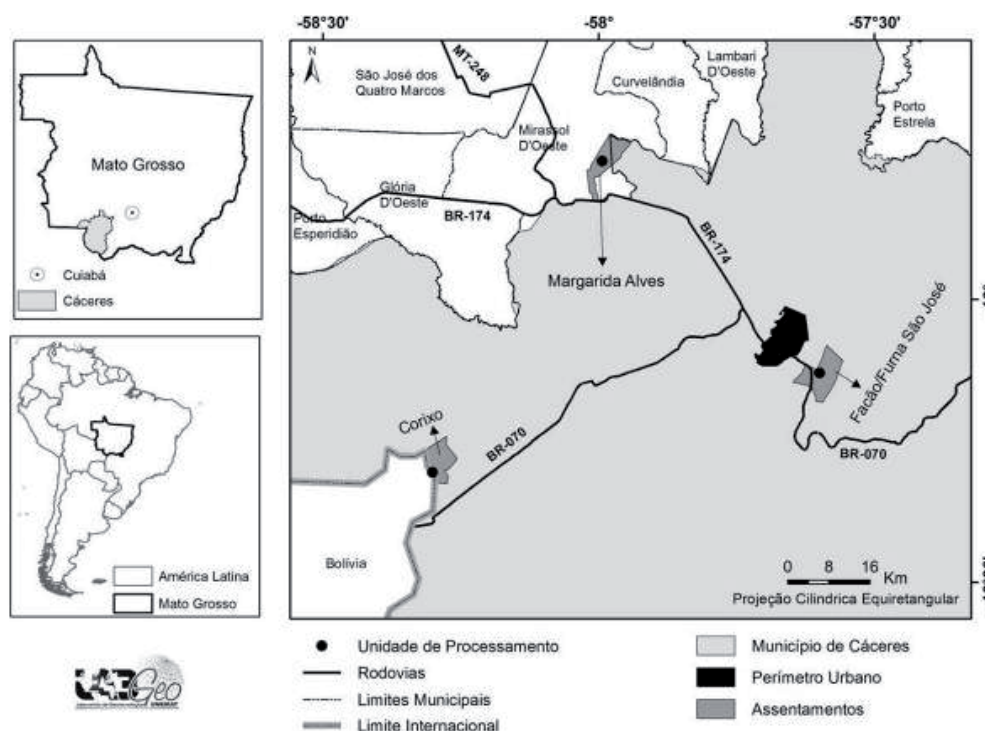 -58°30'
-58°
-57°30'
N
MT-248
São José dos
Quatro Marcos
Mirassol
D'Oeste
Curvelândia
Lambari
D'Oeste
Porto
Estrela
Glória
D'Oeste
BR-174
Porto
Esperidião
BR-174
Margarida Alves
Facão/Furna São José
Corixo
BR-070
BR-070
Bolívia
0 8 16
Km
Projeção Cilindrica Equiretangular
Mato Grosso
Cuiabá
Cáceres
América Latina
Mato Grosso
LAB
Geo
Unidade de Processamento
Rodovias
Limites Municipais
Limite Internacional
Município de Cáceres
Perímetro Urbano
Assentamentos